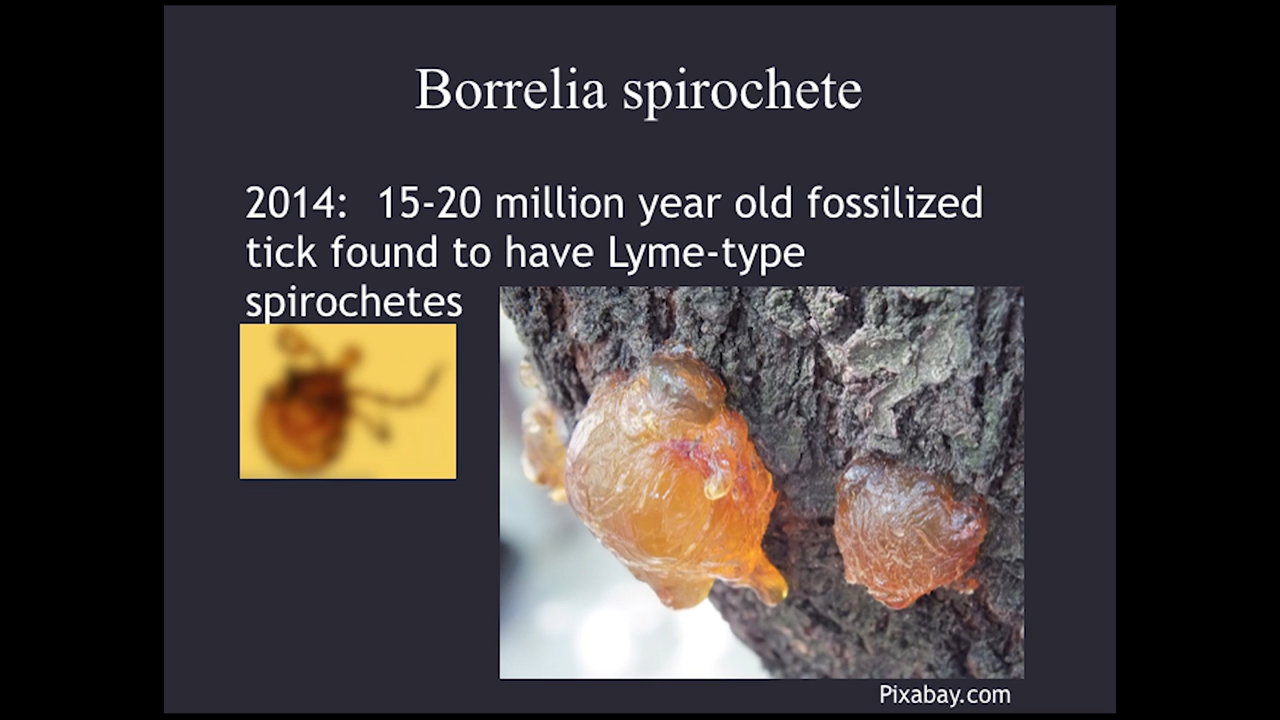 Borrelia spirochete
2014: 15-20 million year old fossilized
tick found to have Lyme-type
spirochetes
Pixabay.com